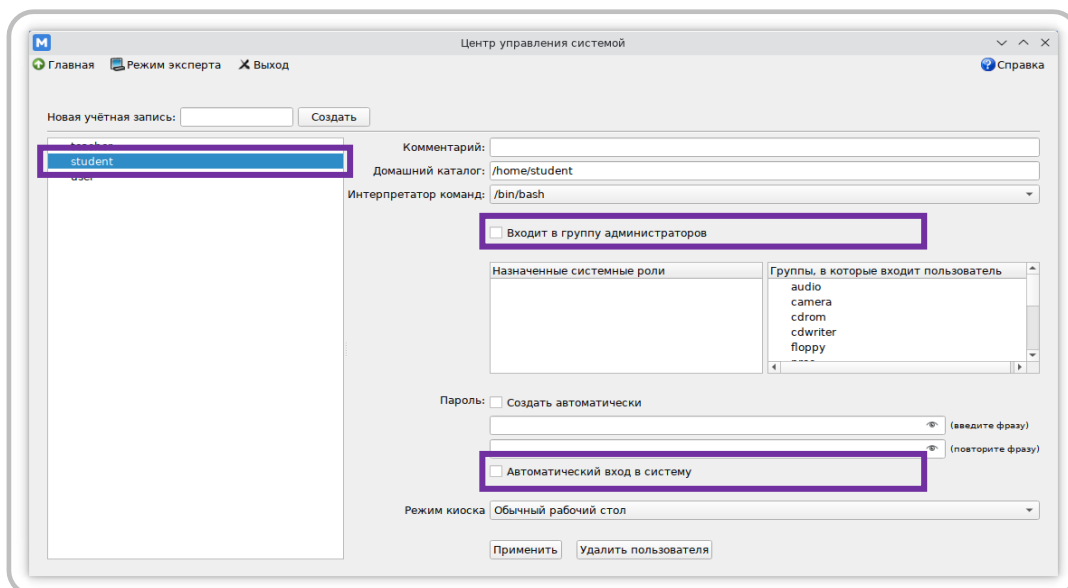 M Центр управления системой
Главная Режим эксперта Выход Справка
Новая учётная запись: Создать
student
Комментарий:
Домашний каталог: /home/student
Интерпретатор команд: /bin/bash
Входит в группу администраторов
Назначенные системные роли
Группы, в которые входит пользователь
audio
camera
cdrom
cdwriter
floppy
Пароль: Создать автоматически
(введите фразу)
(повторите фразу)
Автоматический вход в систему
Режим киоска Обычный рабочий стол
Применить Удалить пользователя